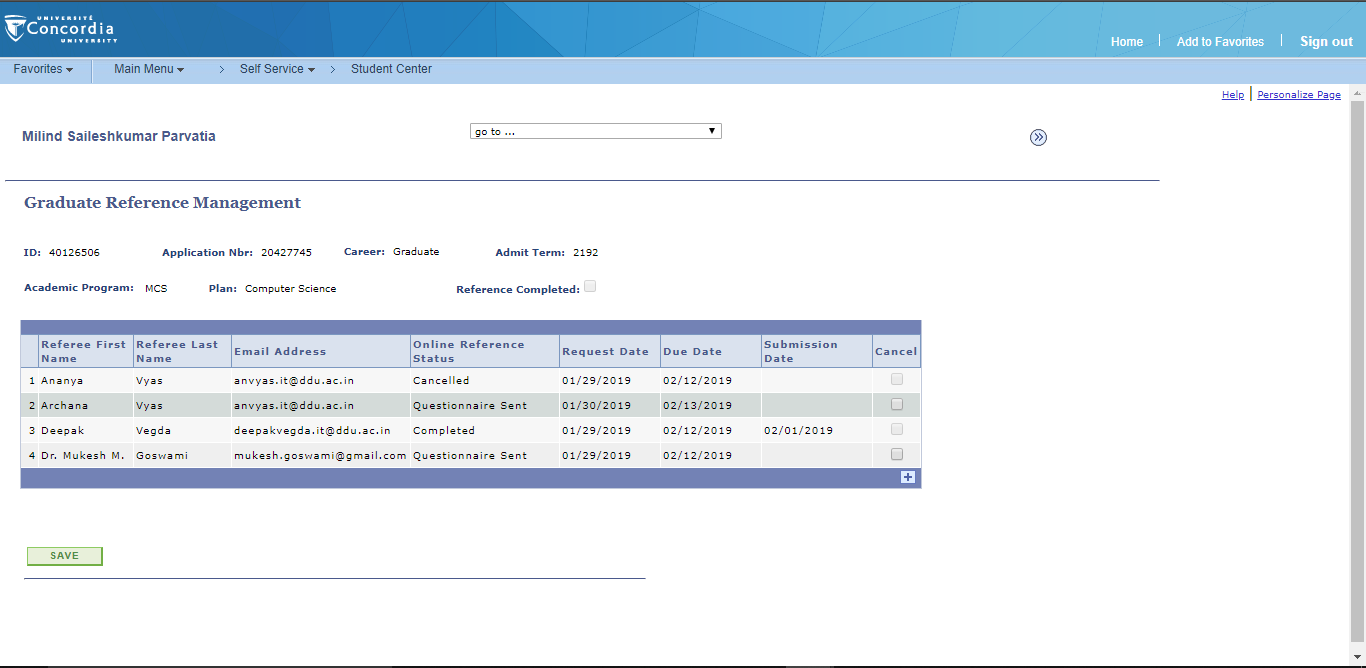 UNIVERSITÉ
Concordia
UNIVERSITY
Home Add to Favorites Sign out
Favorites Main Menu Self Service Student Center
Help Personalize Page
Milind Saileshkumar Parvatia go to ...
Graduate Reference Management
ID: 40126506 Application Nbr: 20427745 Career: Graduate Admit Term: 2192
Academic Program: MCS Plan: Computer Science Reference Completed:
Referee First Name Referee Last Name Email Address Online Reference Status Request Date Due Date Submission Date Cancel
1 Ananya Vyas anvyas.it@ddu.ac.in Cancelled 01/29/2019 02/12/2019
2 Archana Vyas anvyas.it@ddu.ac.in Questionnaire Sent 01/30/2019 02/13/2019
3 Deepak Vegda deepakvegda.it@ddu.ac.in Completed 01/29/2019 02/12/2019 02/01/2019
4 Dr. Mukesh M. Goswami mukesh.goswami@gmail.com Questionnaire Sent 01/29/2019 02/12/2019
SAVE